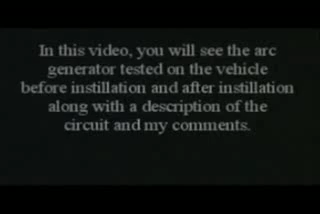 In this video, you will see the arc
generator tested on the vehicle
before instillation and after instillation
along with a description of the
circuit and my comments.